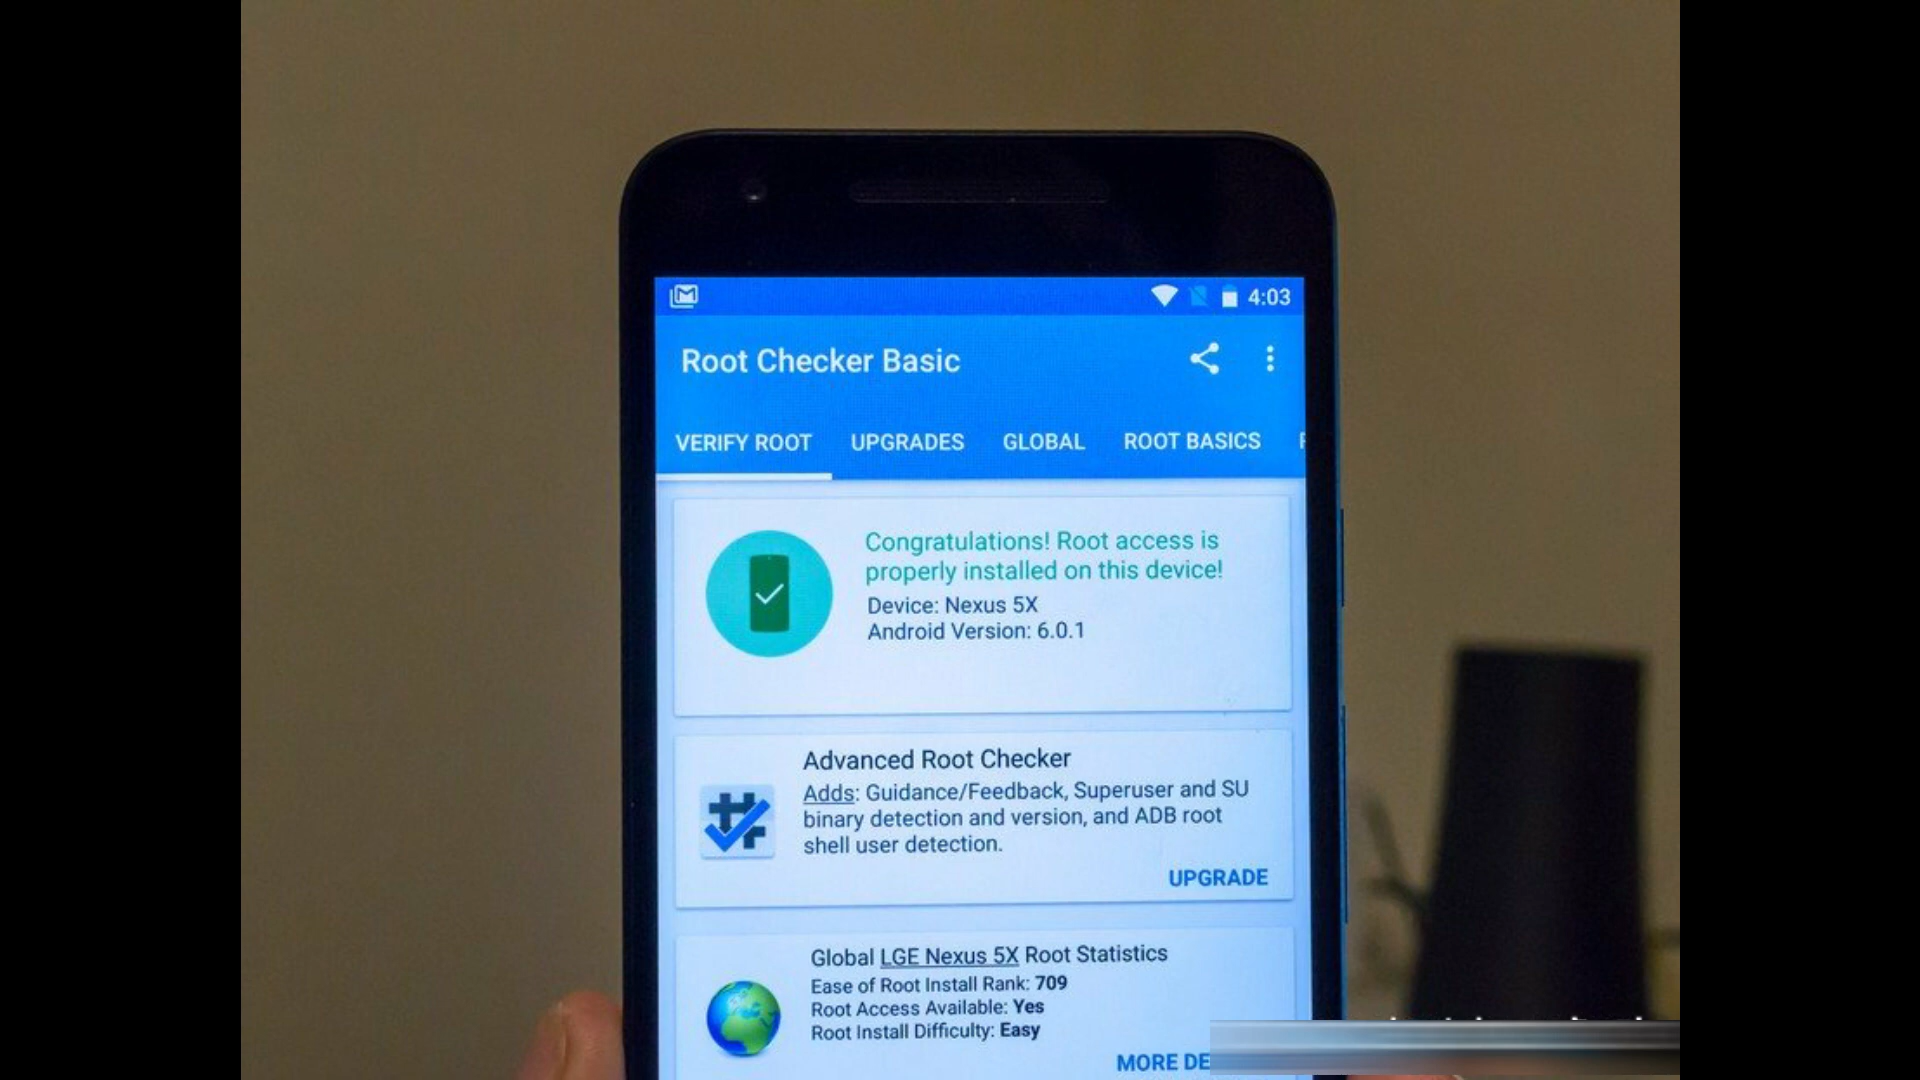 4:03
Root Checker Basic
VERIFY ROOT UPGRADES GLOBAL ROOT BASICS
Congratulations! Root access is
properly installed on this device!
Device: Nexus 5X
Android Version: 6.0.1
Advanced Root Checker
Adds: Guidance/Feedback, Superuser and SU
binary detection and version, and ADB root
shell user detection.
UPGRADE
Global LGE Nexus 5X Root Statistics
Ease of Root Install Rank: 709
Root Access Available: Yes
Root Install Difficulty: Easy
MORE DE